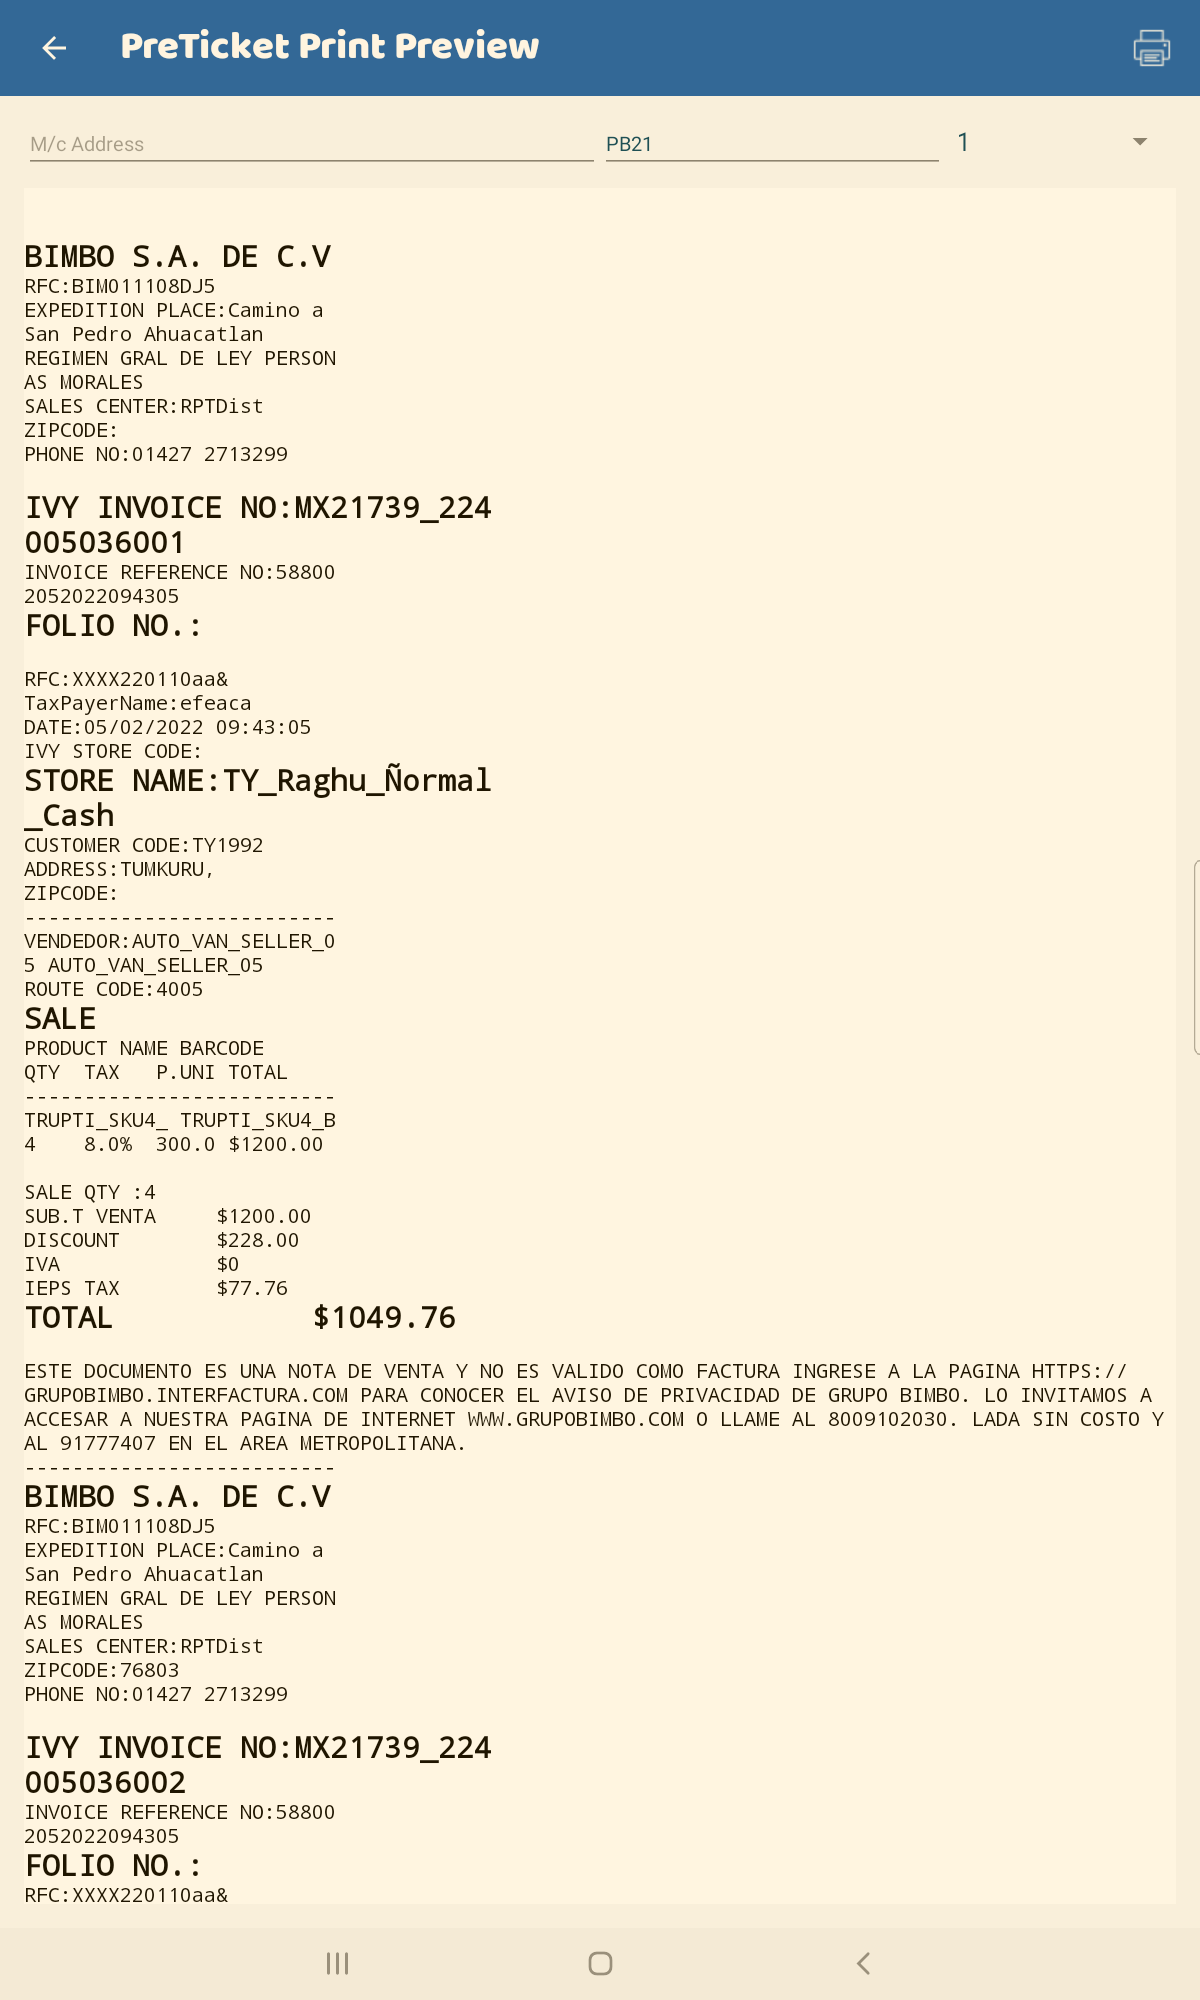 PreTicket Print Preview
M/c Address
PB21
1
BIMBO S.A. DE C.V
RFC:BIM011108DJ5
EXPEDITION PLACE:Camino a
San Pedro Ahuacatlan
REGIMEN GRAL DE LEY PERSON
AS MORALES
SALES CENTER:RPTDist
ZIPCODE:
PHONE NO:01427 2713299
IVY INVOICE NO:MX21739_224
005036001
INVOICE REFERENCE NO:58800
2052022094305
FOLIO NO.:
RFC:XXXX220110aa&
TaxPayerName:efeaca
DATE:05/02/2022 09:43:05
IVY STORE CODE:
STORE NAME:TY_Raghu_Ñormal
_Cash
CUSTOMER CODE:TY1992
ADDRESS:TUMKURU,
ZIPCODE:
--------------------------
VENDEDOR:AUTO_VAN_SELLER_0
5 AUTO_VAN_SELLER_05
ROUTE CODE:4005
SALE
PRODUCT NAME BARCODE
QTY  TAX   P.UNI TOTAL
--------------------------
TRUPTI_SKU4_ TRUPTI_SKU4_B
4    8.0%  300.0 $1200.00
SALE QTY :4
SUB.T VENTA     $1200.00
DISCOUNT        $228.00
IVA             $0
IEPS TAX        $77.76
TOTAL           $1049.76
ESTE DOCUMENTO ES UNA NOTA DE VENTA Y NO ES VALIDO COMO FACTURA INGRESE A LA PAGINA HTTPS://
GRUPOBIMBO.INTERFACTURA.COM PARA CONOCER EL AVISO DE PRIVACIDAD DE GRUPO BIMBO. LO INVITAMOS A
ACCESAR A NUESTRA PAGINA DE INTERNET WWW.GRUPOBIMBO.COM O LLAME AL 8009102030. LADA SIN COSTO Y
AL 91777407 EN EL AREA METROPOLITANA.
--------------------------
BIMBO S.A. DE C.V
RFC:BIM011108DJ5
EXPEDITION PLACE:Camino a
San Pedro Ahuacatlan
REGIMEN GRAL DE LEY PERSON
AS MORALES
SALES CENTER:RPTDist
ZIPCODE:76803
PHONE NO:01427 2713299
IVY INVOICE NO:MX21739_224
005036002
INVOICE REFERENCE NO:58800
2052022094305
FOLIO NO.:
RFC:XXXX220110aa&